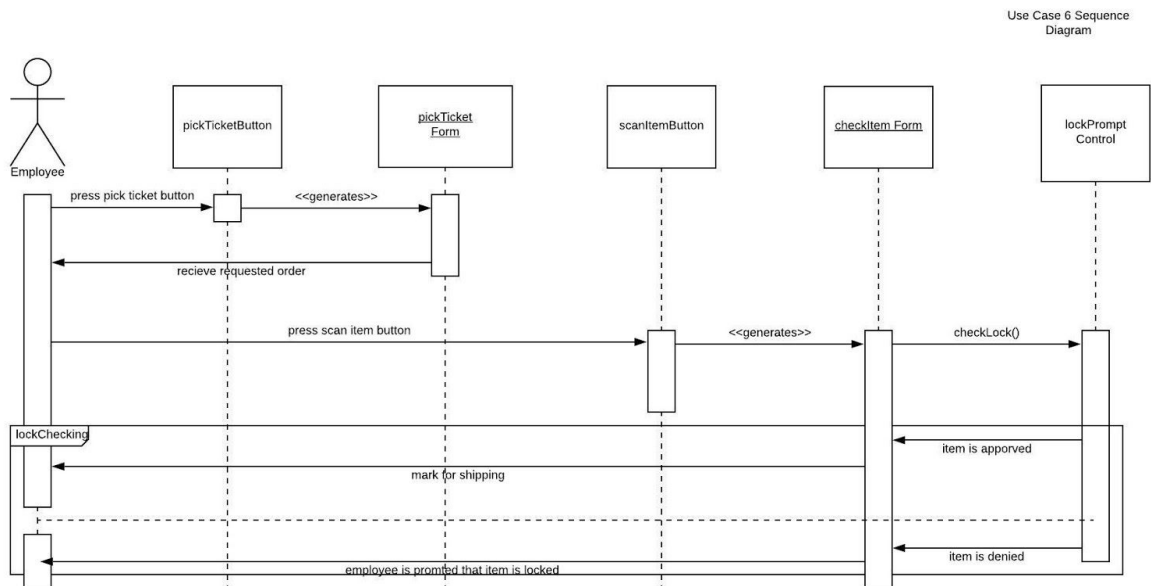 Use Case 6 Sequence
Diagram
Employee
pickTicketButton
pickTicket
Form
scanItemButton
checkItem Form
lockPrompt
Control
press pick ticket button
<<generates>>
recieve requested order
press scan item button
<<generates>>
checkLock()
lockChecking
item is apporved
mark for shipping
item is denied
employee is promted that item is locked